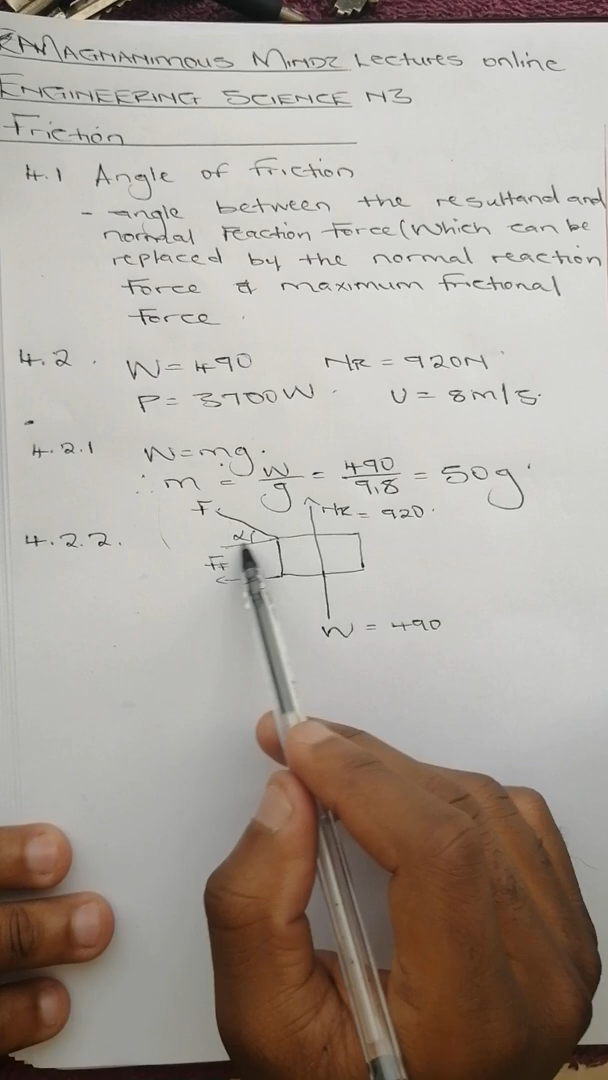 MAGNANIMOUS MINDZ Lectures online
ENGINEERING SCIENCE N3
Friction
4.1 Angle of friction
- angle between the resultand and
normdal reaction force (which can be
replaced by the normal reaction
force & maximum frictional
force.
4.2. W = 490 NR = 920N
P = 3700W. U = 8m/s.
4.2.1 W = mg.
∴ m = W/g = 490/9.8 = 50g.
F NR = 920.
4.2.2. α
Fr
W = 490